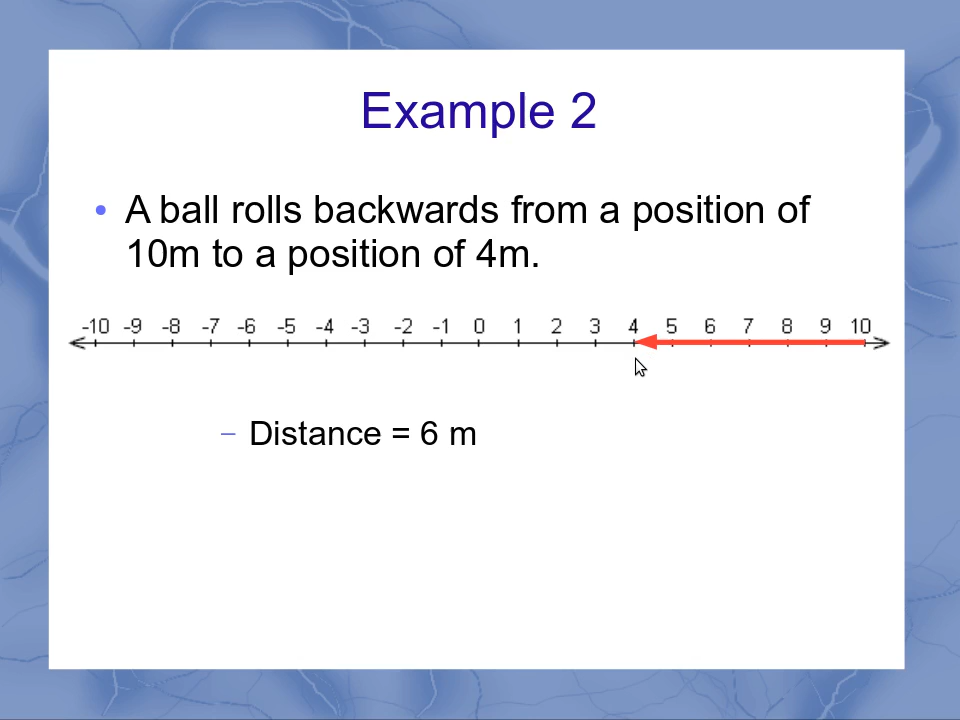 Example 2
• A ball rolls backwards from a position of
10m to a position of 4m.
-10 -9 -8 -7 -6 -5 -4 -3 -2 -1 0 1 2 3 4 5 6 7 8 9 10
– Distance = 6 m